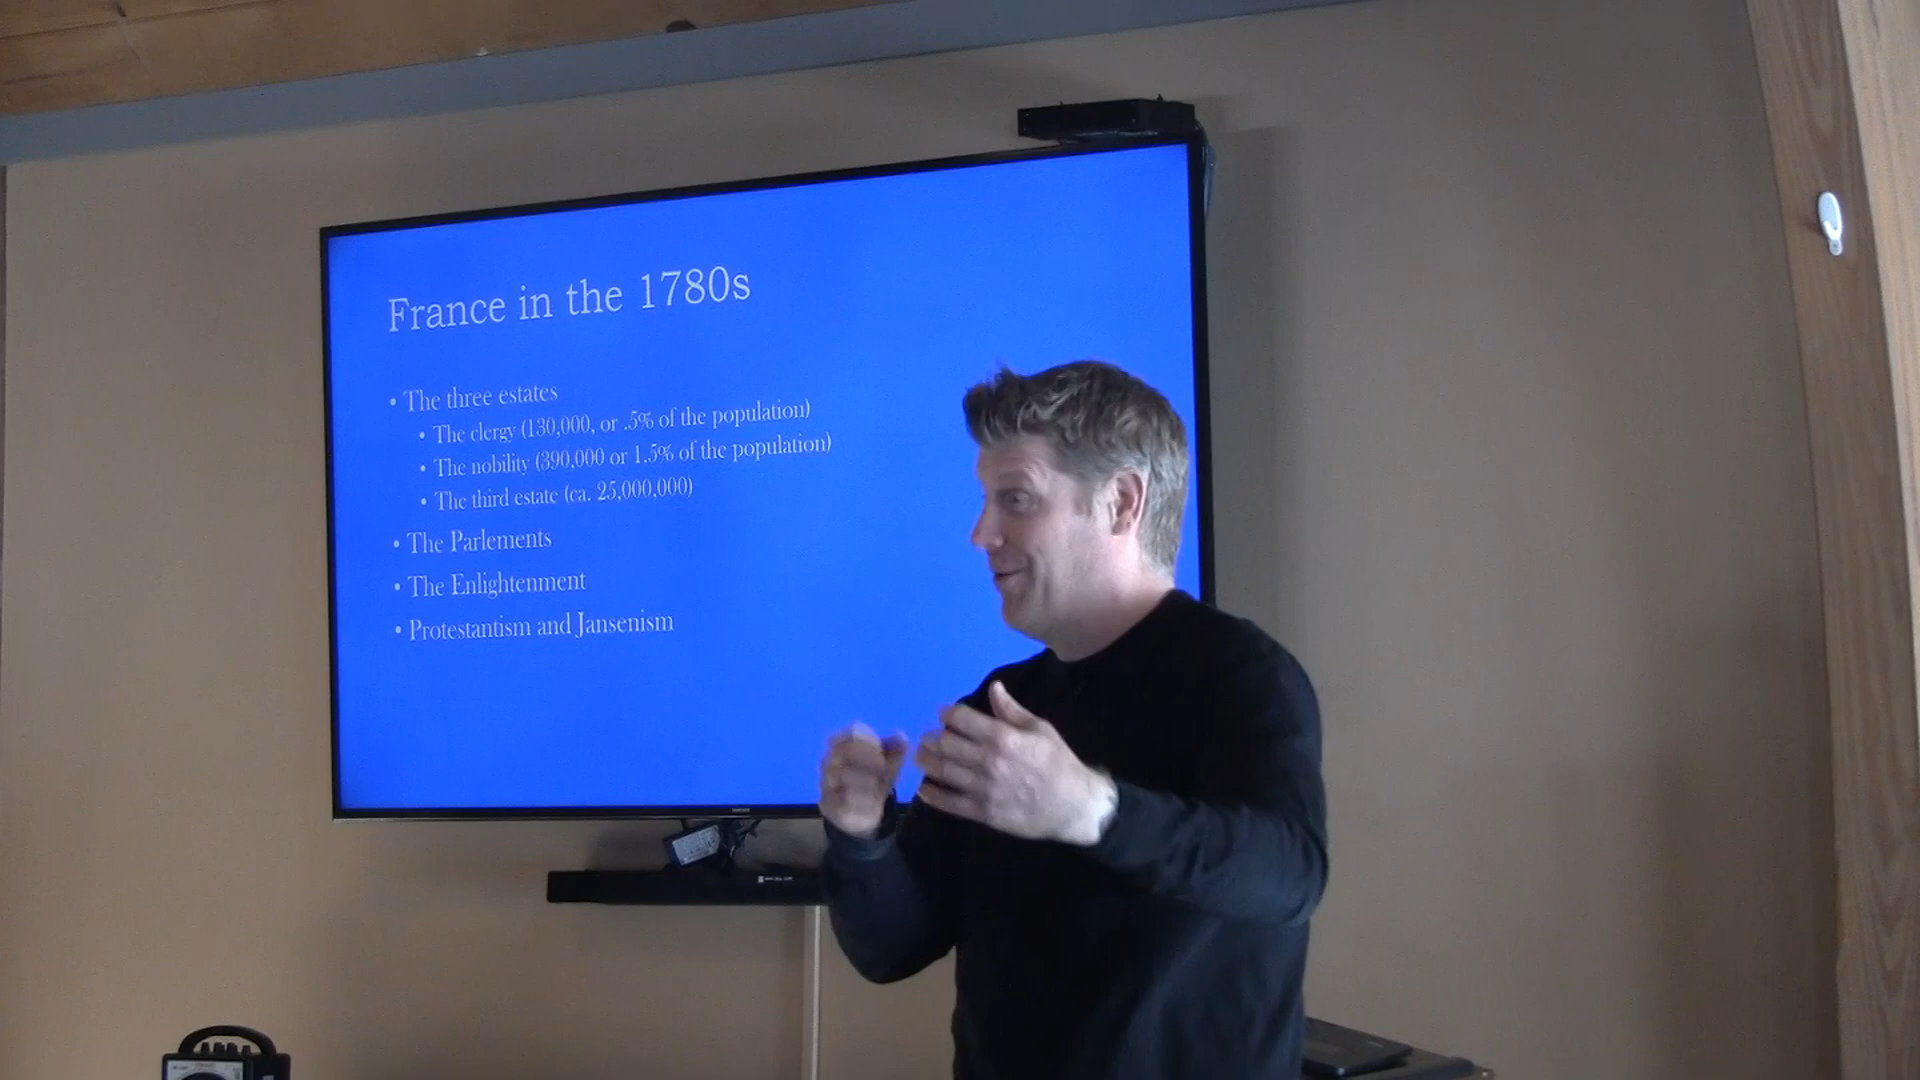 France in the 1780s
• The three estates
• The clergy (130,000, or .5% of the population)
• The nobility (390,000 or 1.5% of the population)
• The third estate (ca. 25,000,000)
• The Parlements
• The Enlightenment
• Protestantism and Jansenism
SAMSUNG